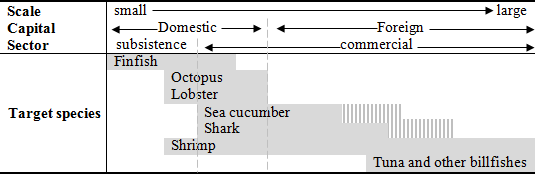 Scale small large
Capital Domestic Foreign
Sector subsistence commercial
Finfish
Octopus
Lobster
Target species Sea cucumber
Shark
Shrimp
Tuna and other billfishes